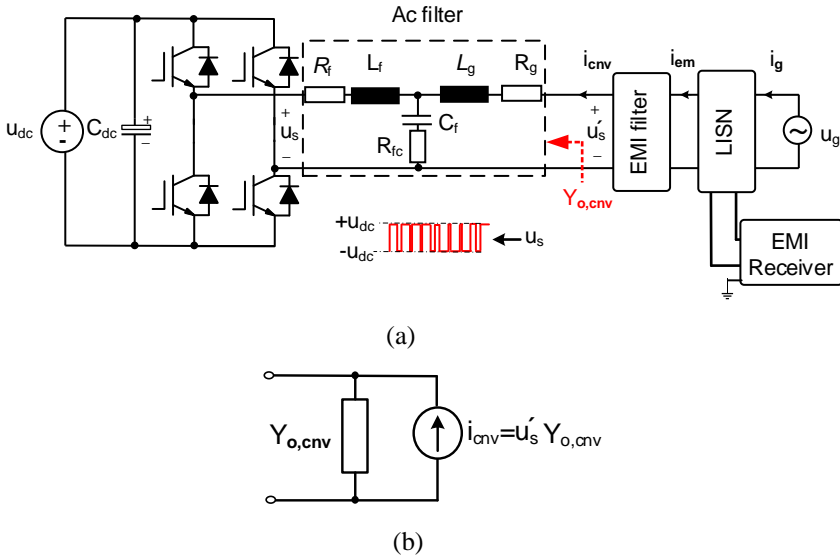 Ac filter
R_f L_f L_g R_g i_cnv i_em i_g
u_dc + - C_dc + − + u_s − C_f R_fc + u′_s − EMI filter LISN u_g
Y_o,cnv
+u_dc
-u_dc
u_s
EMI
Receiver
(a)
Y_o,cnv i_cnv=u′_s Y_o,cnv
(b)